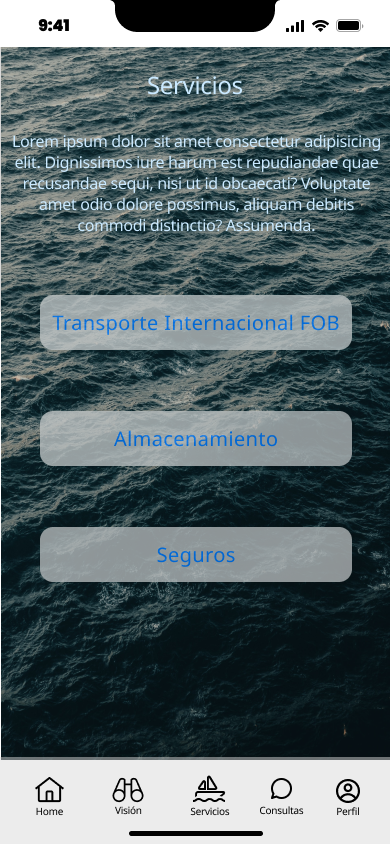 9:41
Servicios
Lorem ipsum dolor sit amet consectetur adipisicing
elit. Dignissimos iure harum est repudiandae quae
recusandae sequi, nisi ut id obcaecati? Voluptate
amet odio dolore possimus, aliquam debitis
commodi distinctio? Assumenda.
Transporte Internacional FOB
Almacenamiento
Seguros
Home Visión Servicios Consultas Perfil